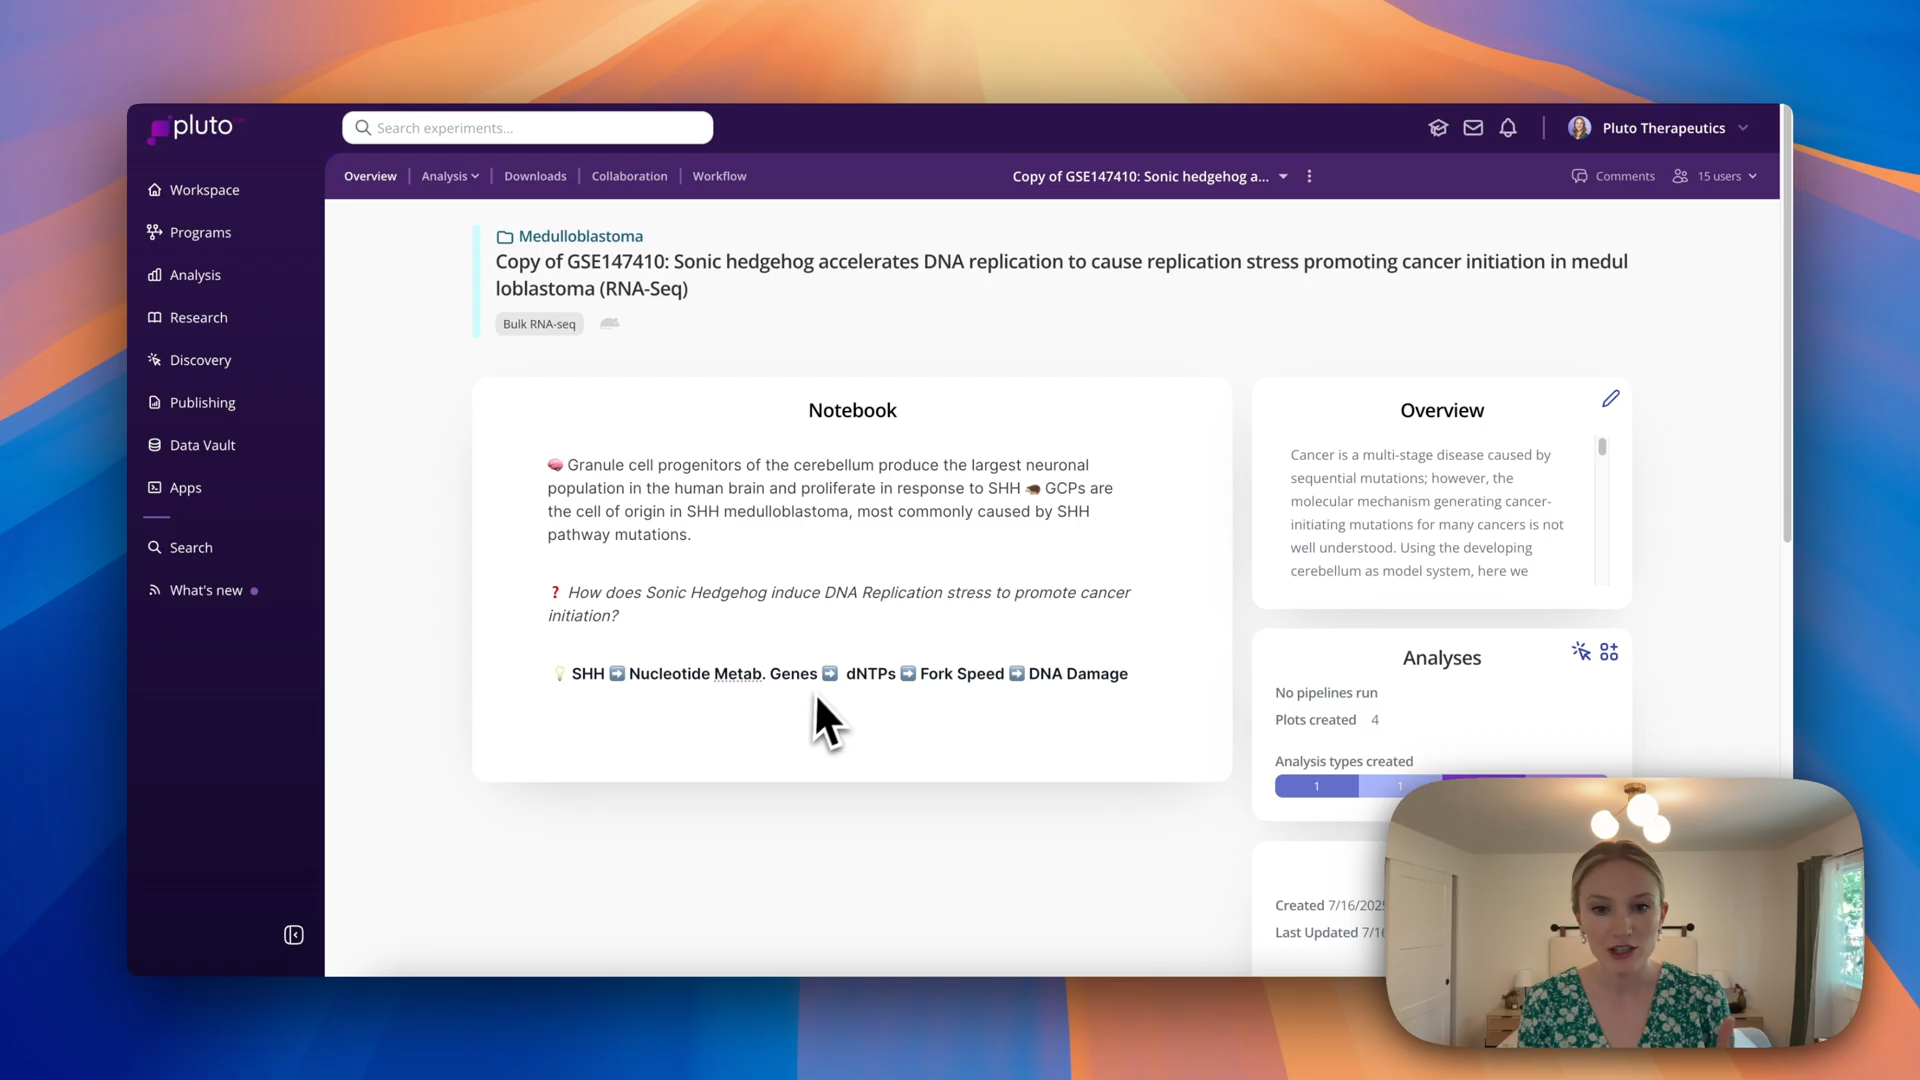 pluto
Search experiments...
Pluto Therapeutics
Workspace
Programs
Analysis
Research
Discovery
Publishing
Data Vault
Apps
Search
What's new
Overview
Analysis
Downloads
Collaboration
Workflow
Copy of GSE147410: Sonic hedgehog a...
Comments
15 users
Medulloblastoma
Copy of GSE147410: Sonic hedgehog accelerates DNA replication to cause replication stress promoting cancer initiation in medul
loblastoma (RNA-Seq)
Bulk RNA-seq
Notebook
🧠 Granule cell progenitors of the cerebellum produce the largest neuronal
population in the human brain and proliferate in response to SHH 🦔 GCPs are
the cell of origin in SHH medulloblastoma, most commonly caused by SHH
pathway mutations.
❓ How does Sonic Hedgehog induce DNA Replication stress to promote cancer
initiation?
💡 SHH ➡️ Nucleotide Metab. Genes ➡️ dNTPs ➡️ Fork Speed ➡️ DNA Damage
Overview
Cancer is a multi-stage disease caused by
sequential mutations; however, the
molecular mechanism generating cancer-
initiating mutations for many cancers is not
well understood. Using the developing
cerebellum as model system, here we
Analyses
No pipelines run
Plots created 4
Analysis types created
1 1
Created 7/16/202
Last Updated 7/1